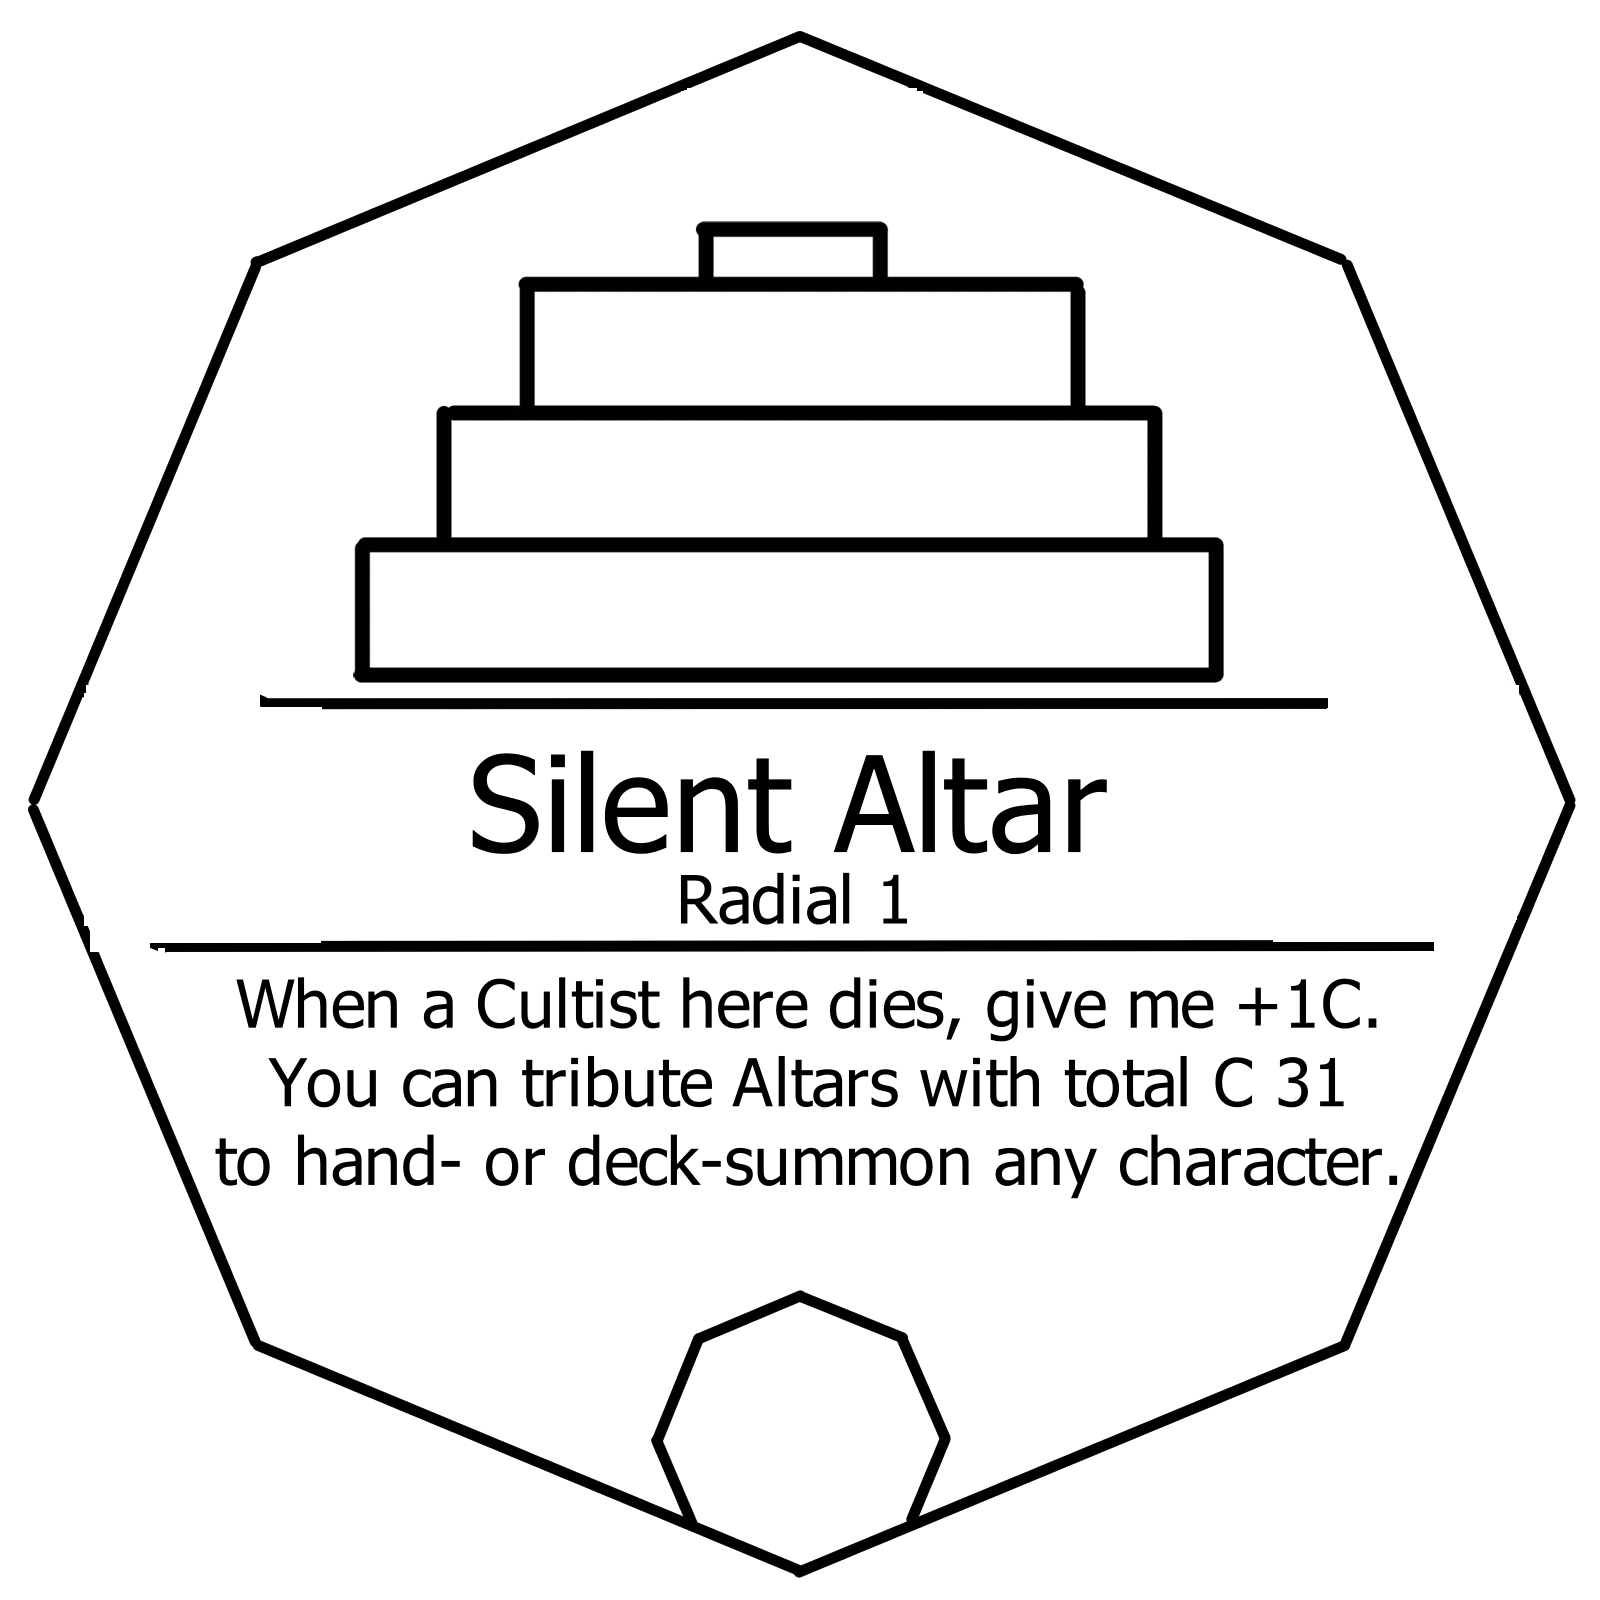 Silent Altar
Radial 1
When a Cultist here dies, give me +1C.
You can tribute Altars with total C 31
to hand- or deck-summon any character.